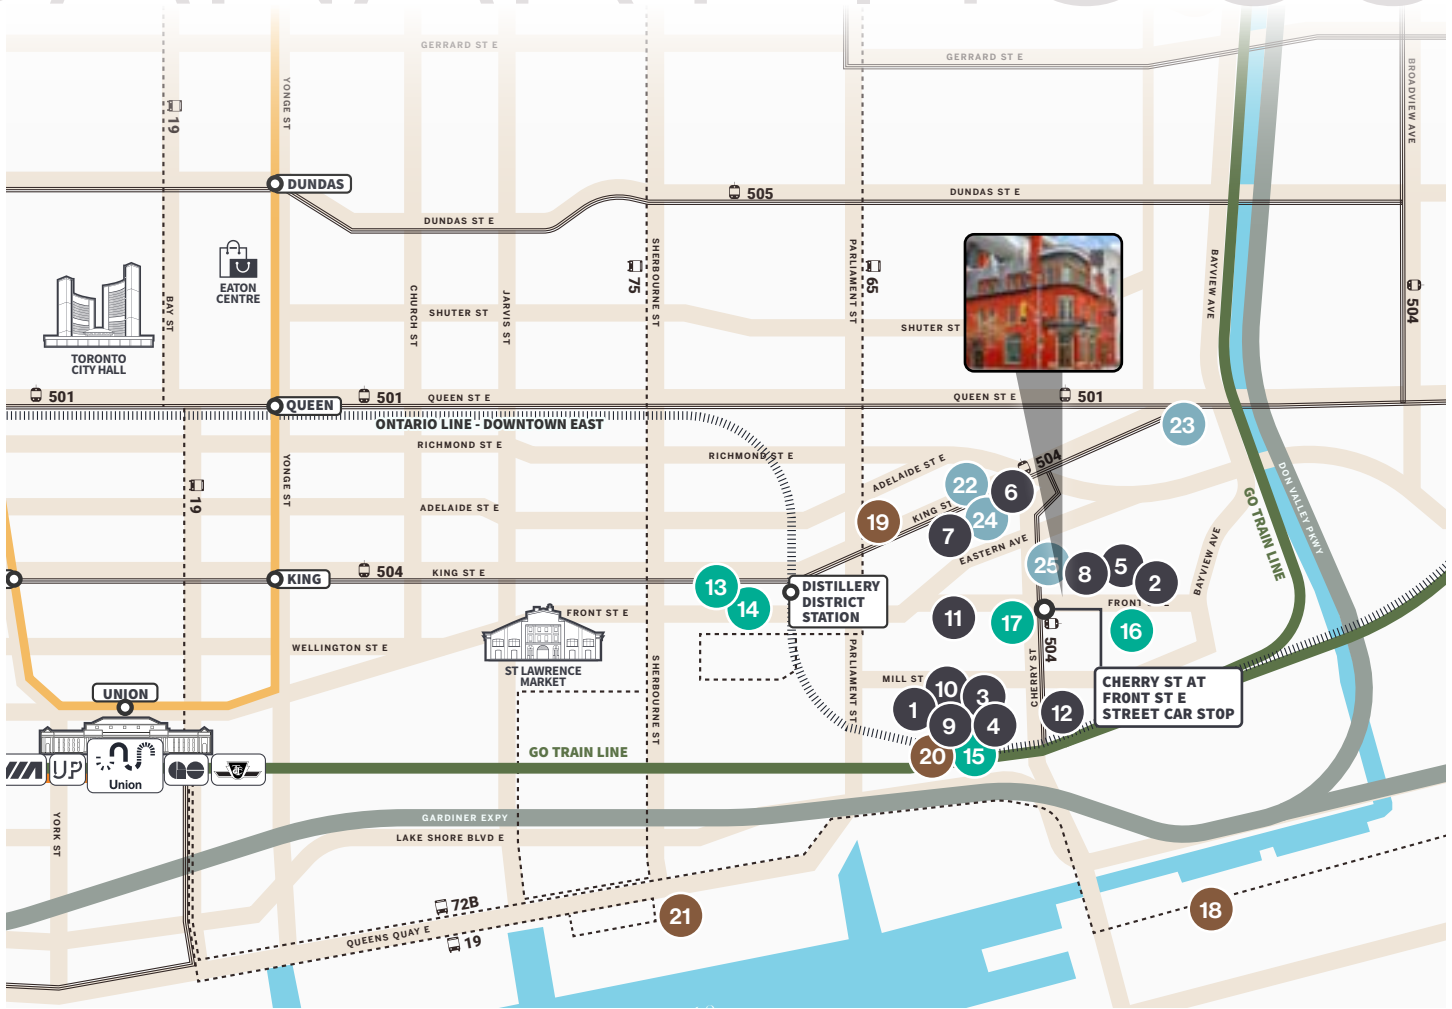 GERRARD ST E
GERRARD ST E
YONGE ST
19
BROADVIEW AVE
DUNDAS
505
DUNDAS ST E
DUNDAS ST E
EATON
CENTRE
TORONTO
CITY HALL
BAY ST
CHURCH ST
JARVIS ST
75
SHERBOURNE ST
PARLIAMENT ST
65
BAYVIEW AVE
504
SHUTER ST
SHUTER ST
501
QUEEN
501
QUEEN ST E
QUEEN ST E
501
ONTARIO LINE - DOWNTOWN EAST
RICHMOND ST E
RICHMOND ST E
23
YONGE ST
19
ADELAIDE ST E
ADELAIDE ST E
504
22
6
24
19
KING ST
7
EASTERN AVE
GO TRAIN LINE
DON VALLEY PKWY
BAYVIEW AVE
KING
504
KING ST E
13
14
DISTILLERY
DISTRICT
STATION
25
8
5
2
FRONT ST E
FRONT
11
17
16
504
CHERRY ST
WELLINGTON ST E
ST LAWRENCE
MARKET
SHERBOURNE ST
PARLIAMENT ST
MILL ST
10
3
1
9
4
12
20
15
CHERRY ST AT
FRONT ST E
STREET CAR STOP
UNION
VIA
UP
Union
GO
TTC
GO TRAIN LINE
YORK ST
GARDINER EXPY
LAKE SHORE BLVD E
72B
QUEENS QUAY E
19
21
18